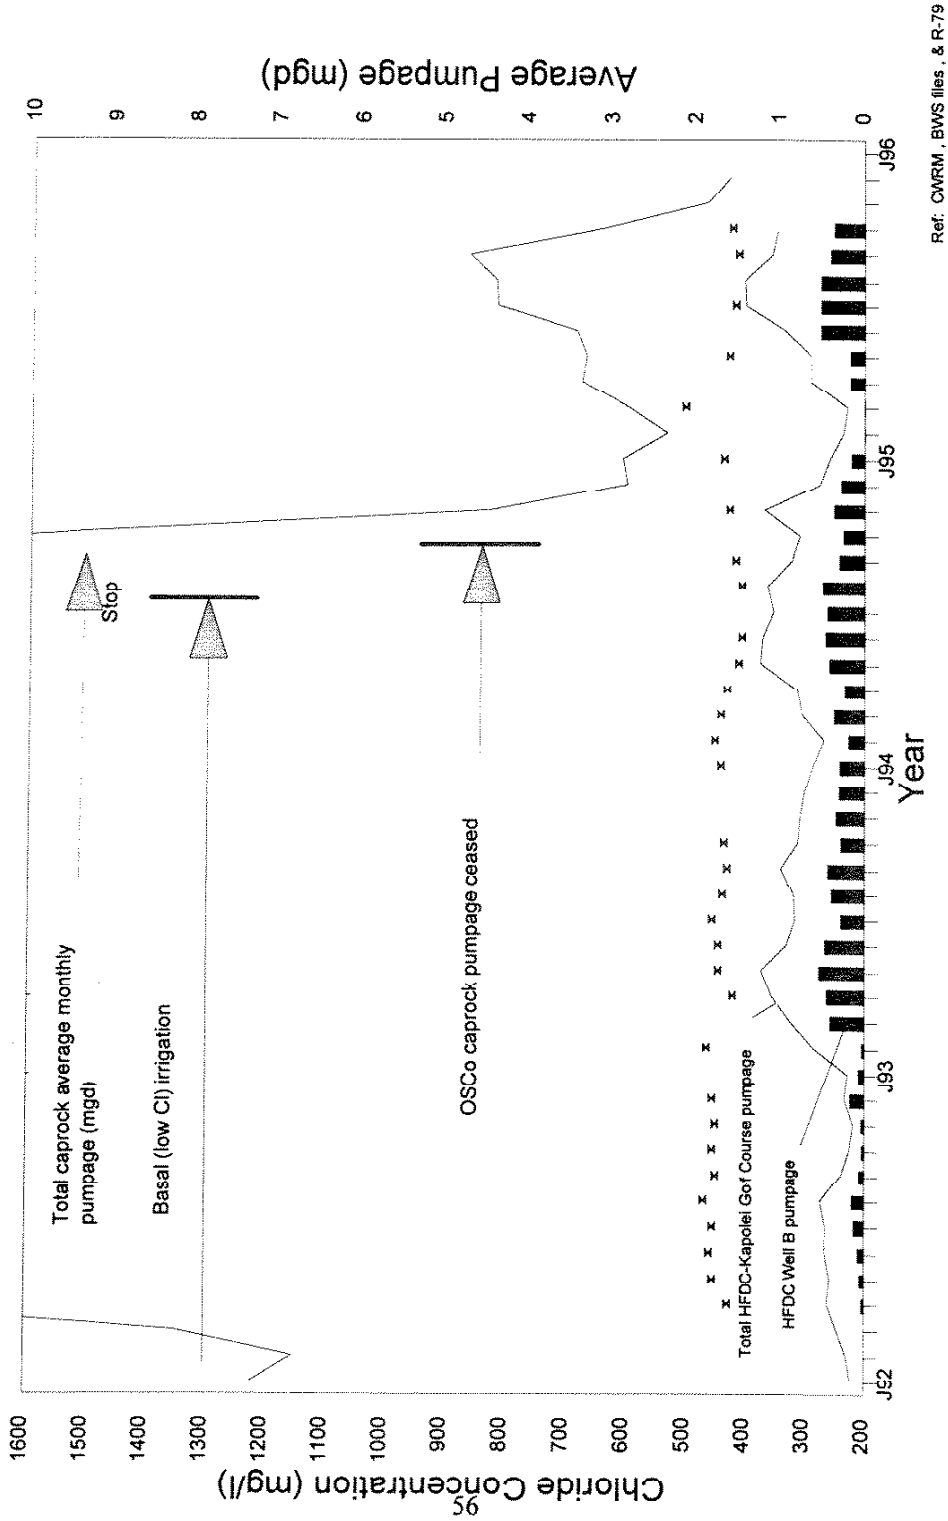 Chloride Concentration (mg/l)
1600
1500
1400
1300
1200
1100
1000
900
800
700
600
500
400
300
200
Total caprock average monthly
pumpage (mgd)
Stop
Basal (low Cl) irrigation
OSCo caprock pumpage ceased
Total HFDC-Kapolei Gof Course pumpage
HFDC Well B pumpage
10
9
8
7
6
5
4
3
2
1
0
Average Pumpage (mgd)
J92
J93
J94
J95
J96
Year
Ref: CWRM , BWS files , & R-79
56